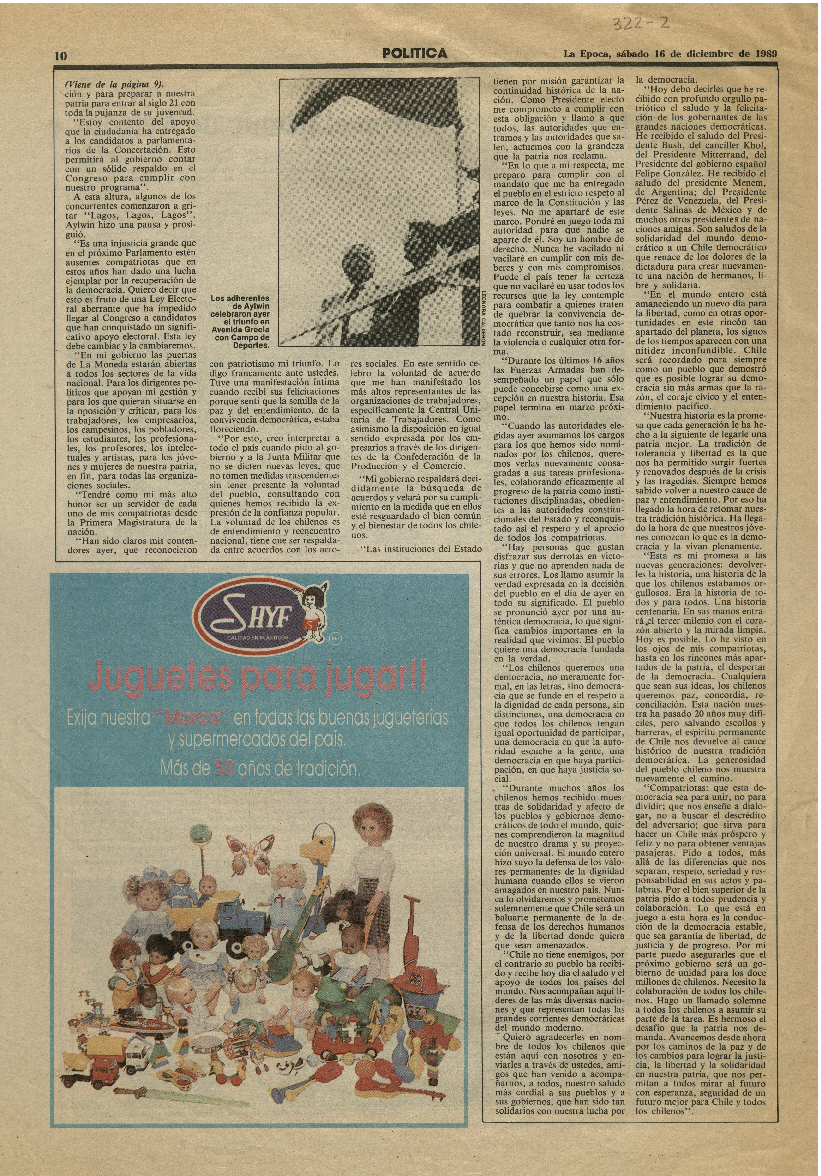 322-2
10
POLITICA
La Epoca, sábado 16 de diciembre de 1989
(Viene de la página 9).
ción y para preparar a nuestra
patria para entrar al siglo 21 con
toda la pujanza de su juventud.
"Estoy contento del apoyo
que la ciudadanía ha entregado
a los candidatos a parlamenta-
rios de la Concertación. Esto
permitirá al gobierno contar
con un sólido respaldo en el
Congreso para cumplir con
nuestro programa".
A esta altura, algunos de los
concurrentes comenzaron a gri-
tar "Lagos, Lagos, Lagos".
Aylwin hizo una pausa y prosi-
guió.
"Es una injusticia grande que
en el próximo Parlamento estén
ausentes compatriotas que en
estos años han dado una lucha
ejemplar por la recuperación de
la democracia. Quiero decir que
esto es fruto de una Ley Electo-
ral aberrante que ha impedido
llegar al Congreso a candidatos
que han conquistado un signifi-
cativo apoyo electoral. Esta ley
debe cambiar y la cambiaremos.
"En mi gobierno las puertas
de La Moneda estarán abiertas
a todos los sectores de la vida
nacional. Para los dirigentes po-
líticos que apoyan mi gestión y
para los que quieran situarse en
la oposición y criticar, para los
trabajadores, los empresarios,
los campesinos, los pobladores,
los estudiantes, los profesiona-
les, los profesores, los intelec-
tuales y artistas, para los jóve-
nes y mujeres de nuestra patria,
en fin, para todas las organiza-
ciones sociales.
"Tendré como mi más alto
honor ser un servidor de cada
uno de mis compatriotas desde
la Primera Magistratura de la
nación.
"Han sido claros mis conten-
dores ayer, que reconocieron
Los adherentes
de Aylwin
celebraron ayer
el triunfo en
Avenida Grecia
con Campo de
Deportes.
con patriotismo mi triunfo. Lo
digo francamente ante ustedes.
Tuve una manifestación íntima
cuando recibí sus felicitaciones
porque sentí que la semilla de la
paz y del entendimiento, de la
convivencia democrática, estaba
floreciendo.
"Por esto, creo interpretar a
todo el país cuando pido al go-
bierno y a la Junta Militar que
no se dicten nuevas leyes, que
no tomen medidas trascendentes
sin tener presente la voluntad
del pueblo, consultando con
quienes hemos recibido la ex-
presión de la confianza popular.
La voluntad de los chilenos es
de entendimiento y reencuentro
nacional, tiene que ser respalda-
da entre acuerdos con los acto-
res sociales. En este sentido ce-
lebro la voluntad de acuerdo
que me han manifestado los
más altos representantes de las
organizaciones de trabajadores,
específicamente la Central Uni-
taria de Trabajadores. Como
asimismo la disposición en igual
sentido expresada por los em-
presarios a través de los dirigen-
tes de la Confederación de la
Producción y el Comercio.
"Mi gobierno respaldará deci-
didamente la búsqueda de
acuerdos y velará por su cumpli-
miento en la medida que en ellos
esté resguardado el bien común
y el bienestar de todos los chile-
nos.
"Las instituciones del Estado
tienen por misión garantizar la
continuidad histórica de la na-
ción. Como Presidente electo
me comprometo a cumplir con
esta obligación y llamo a que
todos, las autoridades que en-
tramos y las autoridades que sa-
len, actuemos con la grandeza
que la patria nos reclama.
"En lo que a mi respecta, me
preparo para cumplir con el
mandato que me ha entregado
el pueblo en el estricto respeto al
marco de la Constitución y las
leyes. No me apartaré de este
marco. Pondré en juego toda mi
autoridad para que nadie se
aparte de él. Soy un hombre de
derecho. Nunca he vacilado ni
vacilaré en cumplir con mis de-
beres y con mis compromisos.
Puede el país tener la certeza
que no vacilaré en usar todos los
recursos que la ley contemple
para combatir a quienes traten
de quebrar la convivencia de-
mocrática que tanto nos ha cos-
tado reconstruir, sea mediante
la violencia o cualquier otra for-
ma.
"Durante los últimos 16 años
las Fuerzas Armadas han de-
sempeñado un papel que sólo
puede concebirse como una ex-
cepción en nuestra historia. Esa
papel termina en marzo próxi-
mo.
"Cuando las autoridades ele-
gidas ayer asumamos los cargos
para los que hemos sido nomi-
nados por los chilenos, quere-
mos verlas nuevamente consa-
gradas a sus tareas profesiona-
les, colaborando eficazmente al
progreso de la patria como insti-
tuciones disciplinadas, obedien-
tes a las autoridades constitu-
cionales del Estado y reconquis-
tado así el respeto y el aprecio
de todos los compatriotas.
"Hay personas que gustan
disfrazar sus derrotas en victo-
rias y que no aprenden nada de
sus errores. Los llamo asumir la
verdad expresada en la decisión
del pueblo en el día de ayer en
todo su significado. El pueblo
se pronunció ayer por una au-
téntica democracia, lo que signi-
fica cambios importantes en la
realidad que vivimos. El pueblo
quiere una democracia fundada
en la verdad.
"Los chilenos queremos una
democracia, no meramente for-
mal, en las letras, sino democra-
cia que se funde en el respeto a
la dignidad de cada persona, sin
distinciones, una democracia en
que todos los chilenos tengan
igual oportunidad de participar,
una democracia en que la auto-
ridad escuche a la gente, una
democracia en que haya partici-
pación, en que haya justicia so-
cial.
"Durante muchos años los
chilenos hemos recibido mues-
tras de solidaridad y afecto de
los pueblos y gobiernos demo-
cráticos de todo el mundo, quie-
nes comprendieron la magnitud
de nuestro drama y su proyec-
ción universal. El mundo entero
hizo suyo la defensa de los valo-
res permanentes de la dignidad
humana cuando ellos se vieron
amagados en nuestro país. Nun-
ca lo olvidaremos y prometemos
solemnemente que Chile será un
baluarte permanente de la de-
fensa de los derechos humanos
y de la libertad donde quiera
que sean amenazados.
"Chile no tiene enemigos, por
el contrario su pueblo ha recibi-
do y recibe hoy día el saludo y el
apoyo de todos los países del
mundo. Nos acompañan aquí lí-
deres de las más diversas nacio-
nes y que representan todas las
grandes corrientes democráticas
del mundo moderno.
Quiero agradecerles en nom-
bre de todos los chilenos que
están aquí con nosotros y en-
viarles a través de ustedes, ami-
gos que han venido a acompa-
ñarnos, a todos, nuestro saludo
más cordial a sus pueblos y a
sus gobiernos, que han sido tan
solidarios con nuestra lucha por
la democracia.
"Hoy debo decirles que he re-
cibido con profundo orgullo pa-
triótico el saludo y la felicita-
ción de los gobernantes de las
grandes naciones democráticas.
He recibido el saludo del Presi-
dente Bush, del canciller Khol,
del Presidente Mitterrand, del
Presidente del gobierno español
Felipe González. He recibido el
saludo del presidente Menem,
de Argentina; del Presidente
Pérez de Venezuela, del Presi-
dente Salinas de México y de
muchos otros presidentes de na-
ciones amigas. Son saludos de la
solidaridad del mundo demo-
crático a un Chile democrático
que renace de los dolores de la
dictadura para crear nuevamen-
te una nación de hermanos, li-
bre y solidaria.
"En el mundo entero está
amaneciendo un nuevo día para
la libertad, como en otras opor-
tunidades en este rincón tan
apartado del planeta, los signos
de los tiempos aparecen con una
nitidez inconfundible. Chile
será recordado para siempre
como un pueblo que demostró
que es posible lograr su demo-
cracia sin más armas que la ra-
zón, el coraje cívico y el enten-
dimiento pacífico.
"Nuestra historia es la prome-
sa que cada generación le ha he-
cho a la siguiente de legarle una
patria mejor. La tradición de
tolerancia y libertad es la que
nos ha permitido surgir fuertes
y renovados después de la crisis
y las tragedias. Siempre hemos
sabido volver a nuestro cauce de
paz y entendimiento. Por eso ha
llegado la hora de retomar nues-
tra tradición histórica. Ha llega-
do la hora de que nuestros jóve-
nes conozcan lo que es la demo-
cracia y la vivan plenamente.
"Esta es mi promesa a las
nuevas generaciones: devolver-
les la historia, una historia de la
que los chilenos estabamos or-
gullosos. Era la historia de to-
dos y para todos. Una historia
centenaria. En sus manos entra-
rá el tercer milenio con el cora-
zón abierto y la mirada limpia.
Hoy es posible. Lo he visto en
los ojos de mis compatriotas,
hasta en los rincones más apar-
tados de la patria, el despertar
de la democracia. Cualquiera
que sean sus ideas, los chilenos
queremos paz, concordia, re-
conciliación. Esta nación nues-
tra ha pasado 20 años muy difí-
ciles, pero salvando escollos y
barreras, el espíritu permanente
de Chile nos devuelve al cauce
histórico de nuestra tradición
democrática. La generosidad
del pueblo chileno nos muestra
nuevamente el camino.
"Compatriotas: que esta de-
mocracia sea para unir, no para
dividir; que nos enseñe a dialo-
gar, no a buscar el descrédito
del adversario; que sirva para
hacer un Chile más próspero y
feliz y no para obtener ventajas
pasajeras. Pido a todos, más
allá de las diferencias que nos
separan, respeto, seriedad y res-
ponsabilidad en sus actos y pa-
labras. Por el bien superior de la
patria pido a todos prudencia y
colaboración. Lo que está en
juego a esta hora es la conduc-
ción de la democracia estable,
que sea garantía de libertad, de
justicia y de progreso. Por mi
parte puedo asegurarles que el
próximo gobierno será un go-
bierno de unidad para los doce
millones de chilenos. Necesito la
colaboración de todos los chile-
nos. Hago un llamado solemne
a todos los chilenos a asumir su
parte de la tarea. Es hermoso el
desafío que la patria nos de-
manda. Avancemos desde ahora
por los caminos de la paz y de
los cambios para lograr la justi-
cia, la libertad y la solidaridad
en nuestra patria, que nos per-
mitan a todos mirar al futuro
con esperanza, seguridad de un
futuro mejor para Chile y todos
los chilenos".
SHYF
CALIDAD EN PLASTICOS
Juguetes para jugar!!
Exija nuestra "Marca" en todas las buenas jugueterías
y supermercados del país.
Más de 50 años de tradición.